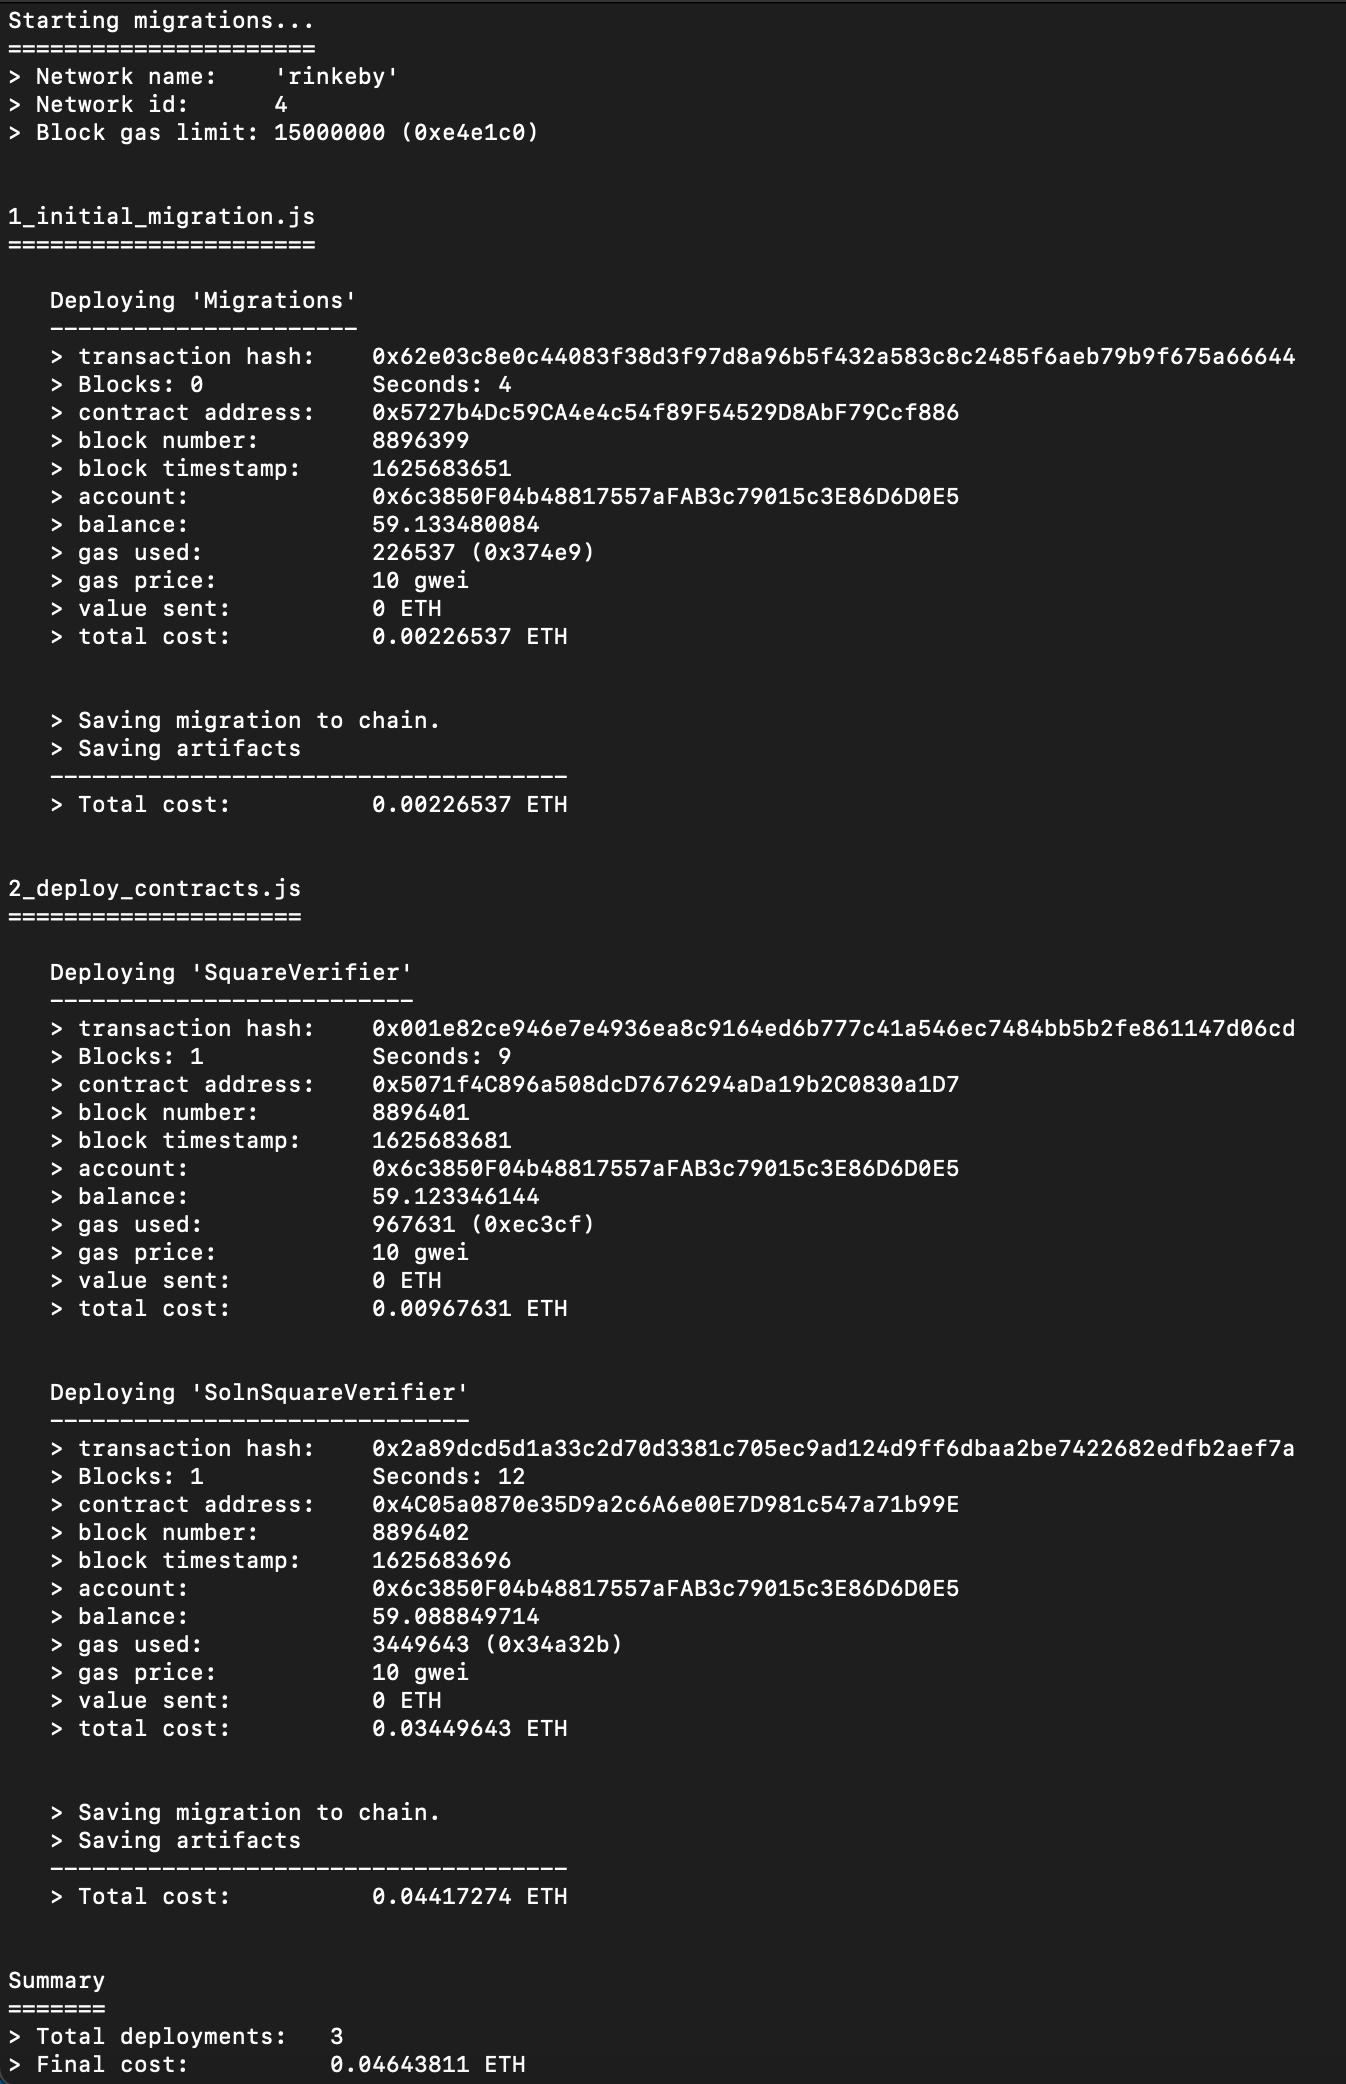 Starting migrations...
======================
> Network name:    'rinkeby'
> Network id:      4
> Block gas limit: 15000000 (0xe4e1c0)
1_initial_migration.js
======================
Deploying 'Migrations'
----------------------
> transaction hash:    0x62e03c8e0c44083f38d3f97d8a96b5f432a583c8c2485f6aeb79b9f675a66644
> Blocks: 0            Seconds: 4
> contract address:    0x5727b4Dc59CA4e4c54f89F54529D8AbF79Ccf886
> block number:        8896399
> block timestamp:     1625683651
> account:             0x6c3850F04b48817557aFAB3c79015c3E86D6D0E5
> balance:             59.133480084
> gas used:            226537 (0x374e9)
> gas price:           10 gwei
> value sent:          0 ETH
> total cost:          0.00226537 ETH
> Saving migration to chain.
> Saving artifacts
-------------------------------------
> Total cost:          0.00226537 ETH
2_deploy_contracts.js
=====================
Deploying 'SquareVerifier'
--------------------------
> transaction hash:    0x001e82ce946e7e4936ea8c9164ed6b777c41a546ec7484bb5b2fe861147d06cd
> Blocks: 1            Seconds: 9
> contract address:    0x5071f4C896a508dcD7676294aDa19b2C0830a1D7
> block number:        8896401
> block timestamp:     1625683681
> account:             0x6c3850F04b48817557aFAB3c79015c3E86D6D0E5
> balance:             59.123346144
> gas used:            967631 (0xec3cf)
> gas price:           10 gwei
> value sent:          0 ETH
> total cost:          0.00967631 ETH
Deploying 'SolnSquareVerifier'
------------------------------
> transaction hash:    0x2a89dcd5d1a33c2d70d3381c705ec9ad124d9ff6dbaa2be7422682edfb2aef7a
> Blocks: 1            Seconds: 12
> contract address:    0x4C05a0870e35D9a2c6A6e00E7D981c547a71b99E
> block number:        8896402
> block timestamp:     1625683696
> account:             0x6c3850F04b48817557aFAB3c79015c3E86D6D0E5
> balance:             59.088849714
> gas used:            3449643 (0x34a32b)
> gas price:           10 gwei
> value sent:          0 ETH
> total cost:          0.03449643 ETH
> Saving migration to chain.
> Saving artifacts
-------------------------------------
> Total cost:          0.04417274 ETH
Summary
=======
> Total deployments:   3
> Final cost:          0.04643811 ETH